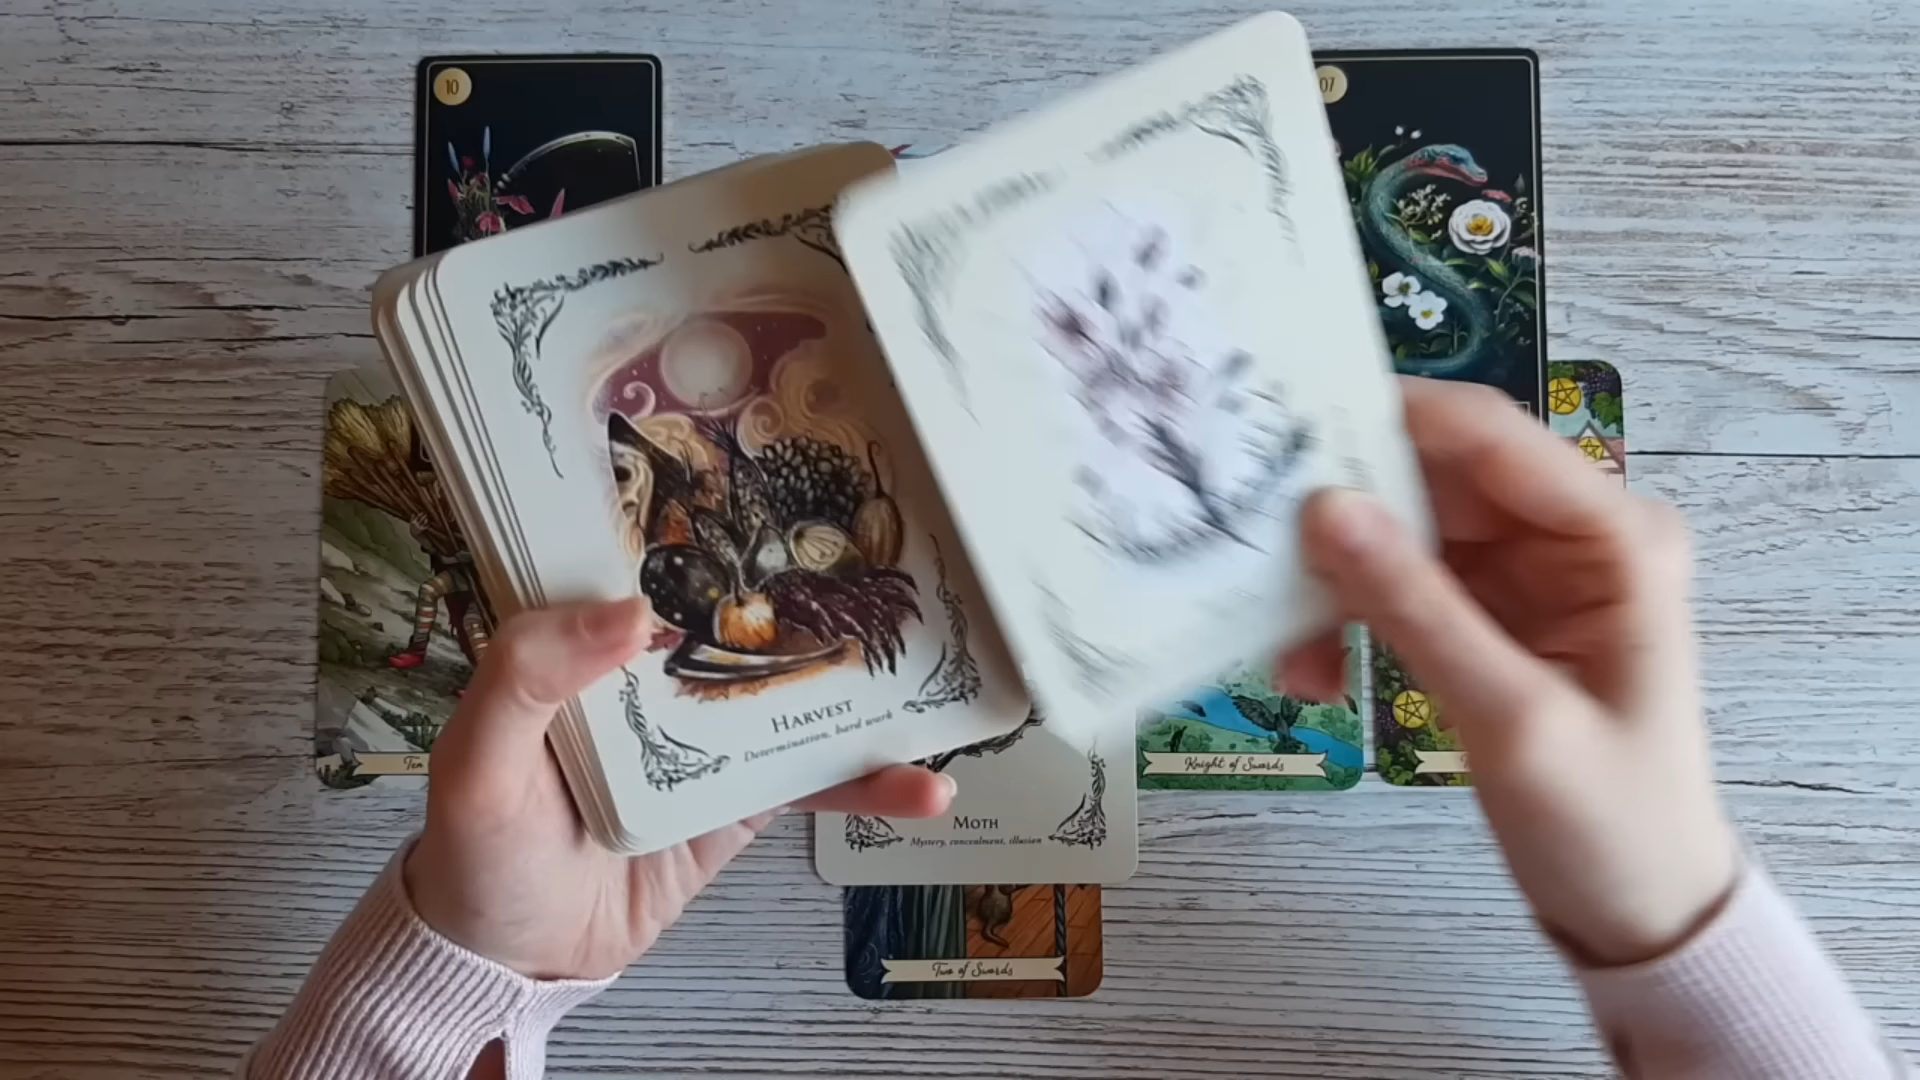 10
07
HARVEST
Determination, hard work
Ten
Knight of Swords
MOTH
Mystery, concealment, illusion
Two of Swords